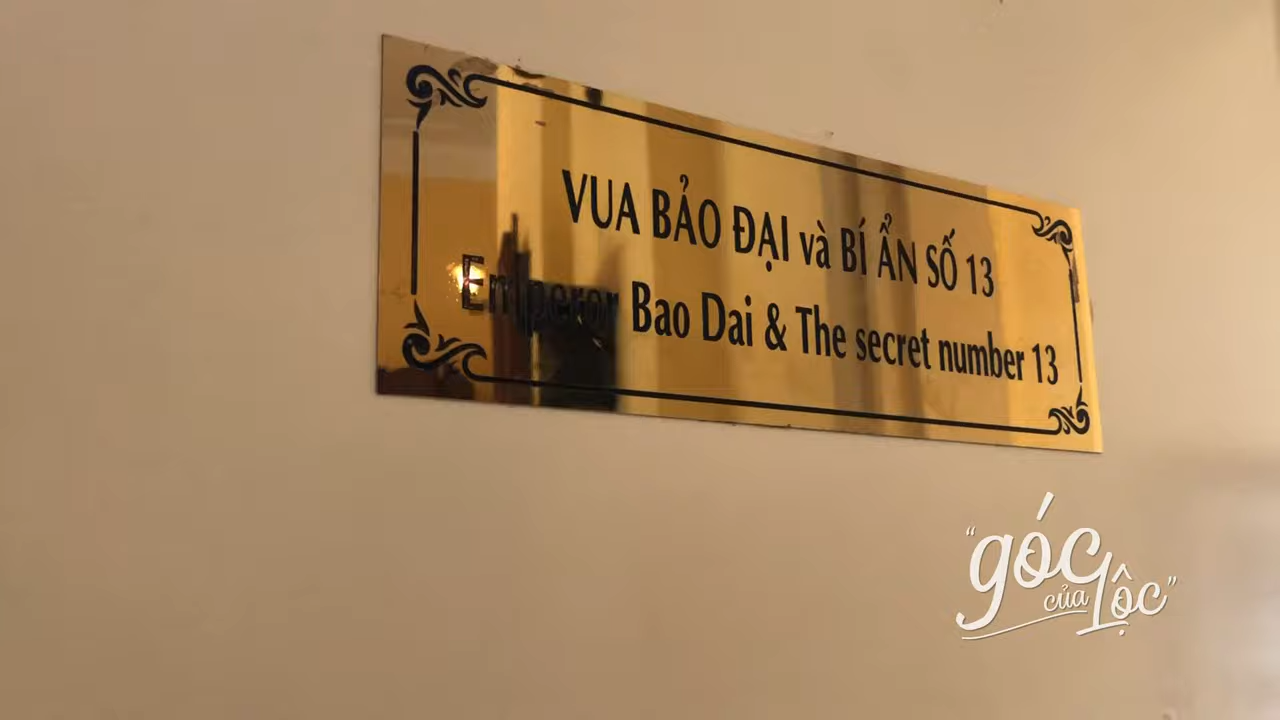 VUA BẢO ĐẠI và BÍ ẨN SỐ 13
Emperor Bao Dai & The secret number 13
“góc
của Lộc”